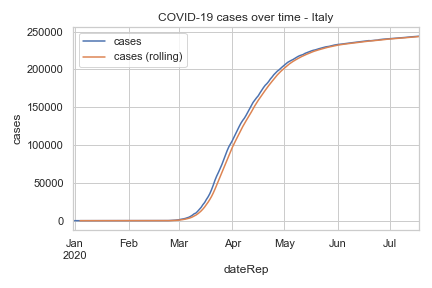 COVID-19 cases over time - Italy
cases
cases (rolling)
250000
200000
150000
100000
50000
0
cases
Jan Feb Mar Apr May Jun Jul
2020
dateRep